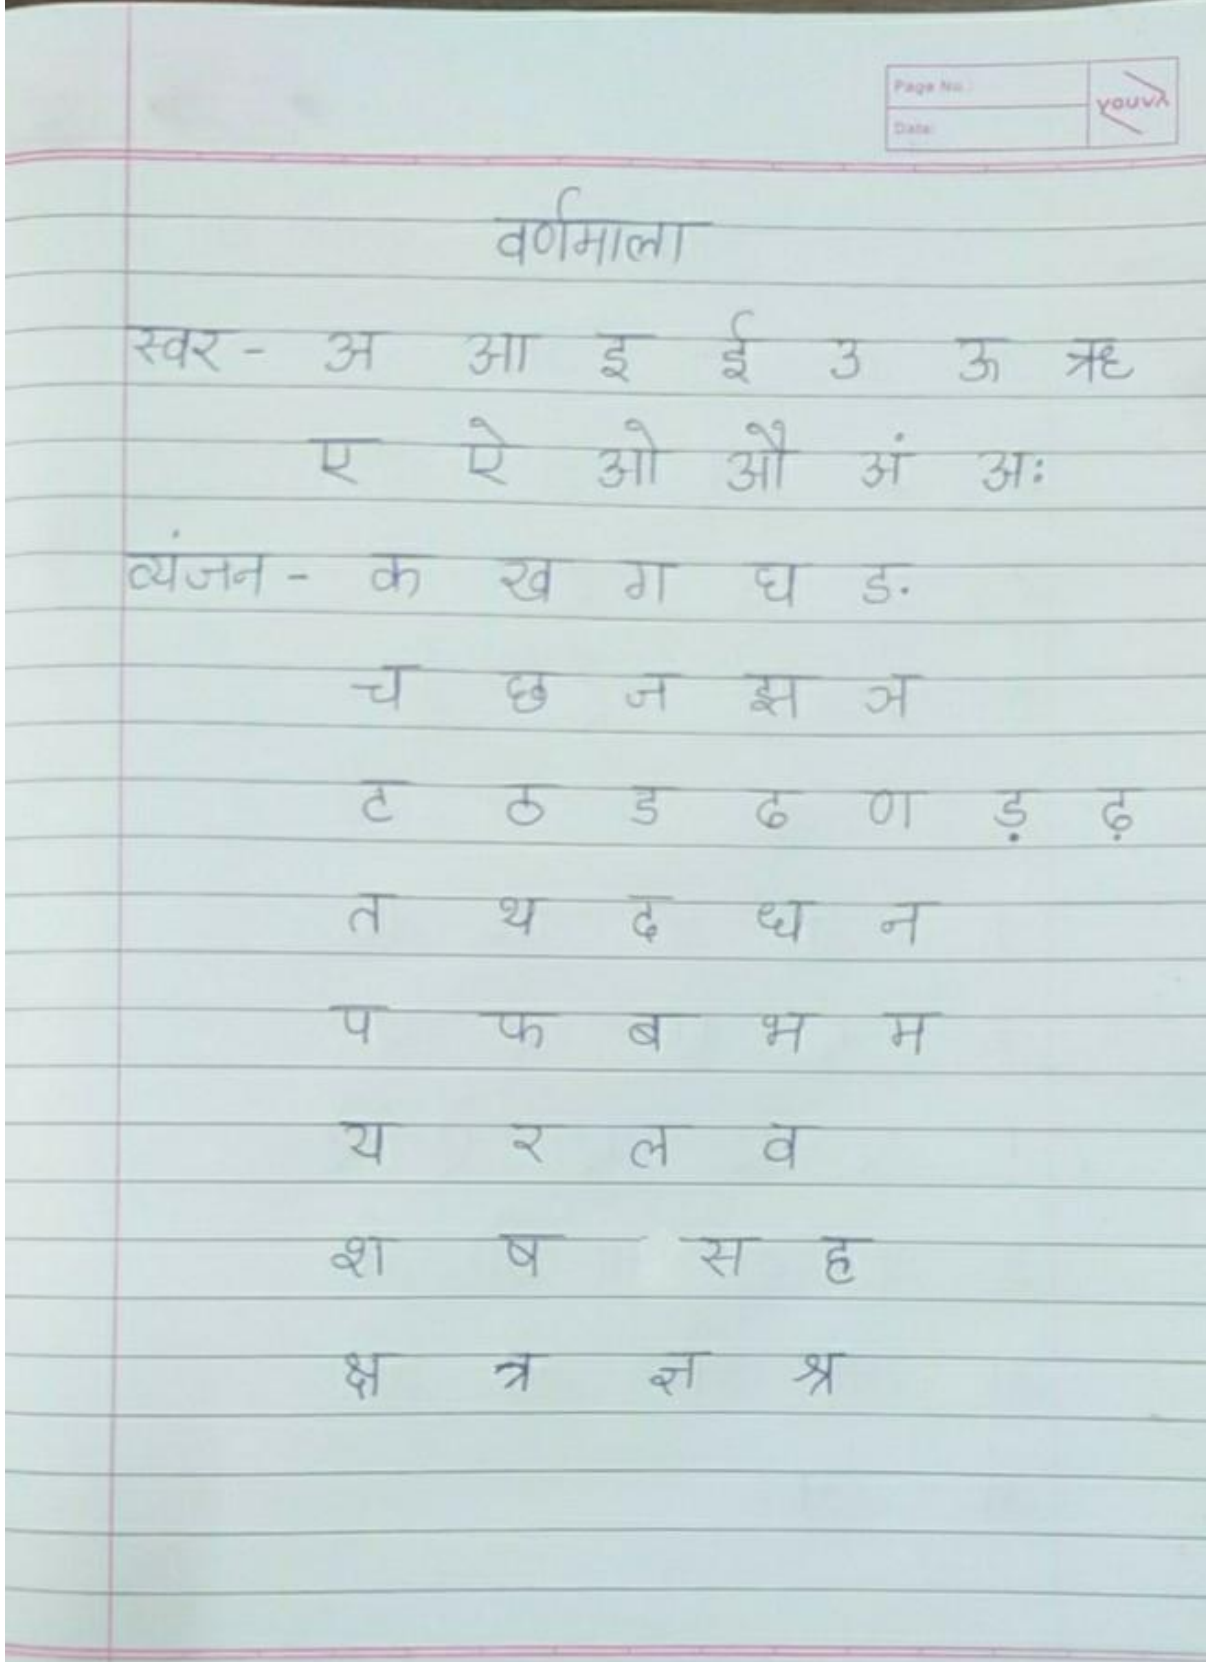 Page No.:
Date:
YOUVA
वर्णमाला
स्वर - अ आ इ ई उ ऊ ऋ
ए ऐ ओ औ अं अः
व्यंजन - क ख ग घ ङ
च छ ज झ ञ
ट ठ ड ढ ण ड़ ढ़
त थ द ध न
प फ ब भ म
य र ल व
श ष स ह
क्ष त्र ज्ञ श्र